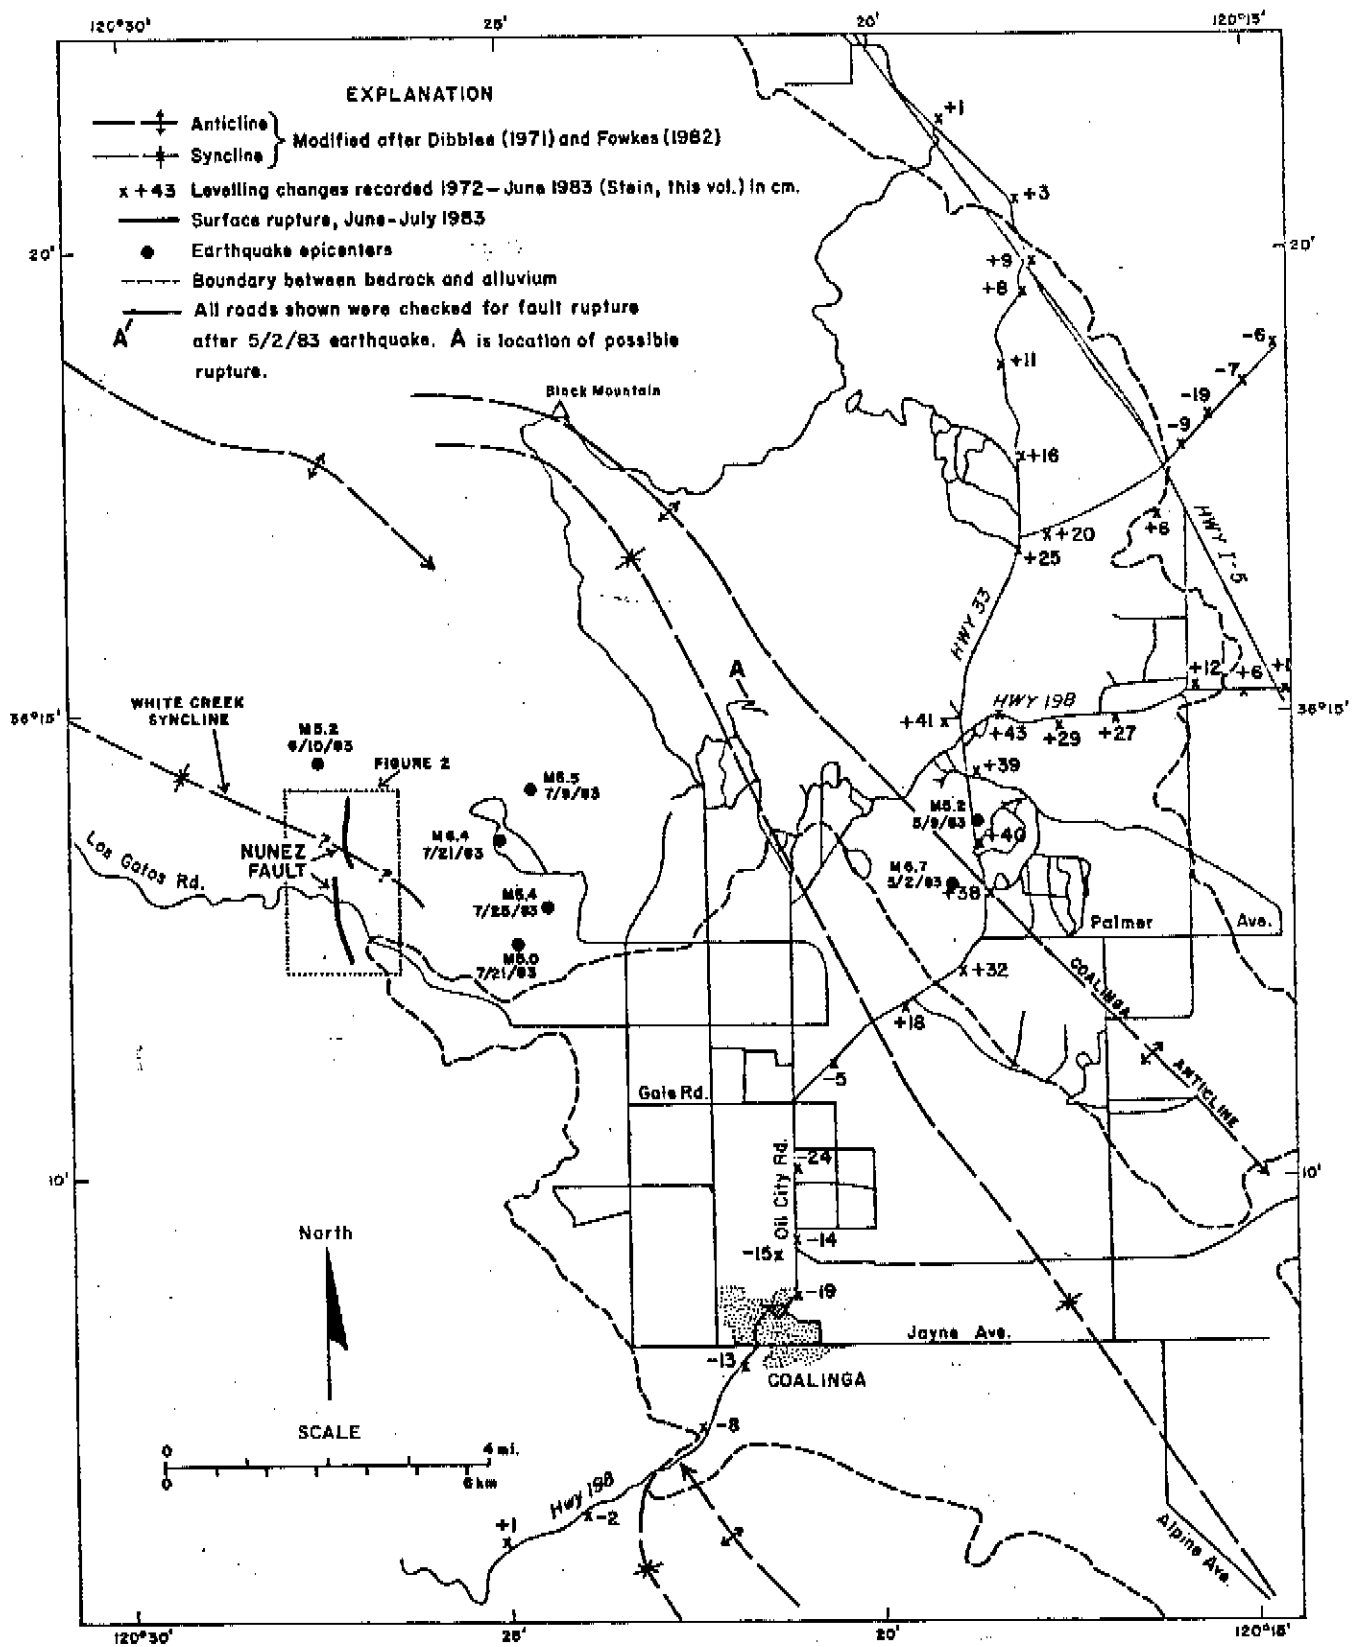 120°30'
25'
20'
120°15'
EXPLANATION
Anticline
Syncline
Modified after Dibblee (1971) and Fowkes (1982)
x +43 Levelling changes recorded 1972–June 1983 (Stein, this vol.) in cm.
Surface rupture, June-July 1983
Earthquake epicenters
Boundary between bedrock and alluvium
All roads shown were checked for fault rupture
A'
after 5/2/83 earthquake. A is location of possible
rupture.
+1
+3
20'
20'
+9
+8
-6
-7
+11
-19
-9
Black Mountain
+16
+6
HWY I-5
+20
+25
HWY 33
A
+12
+6
+1
WHITE CREEK
SYNCLINE
36°15'
36°15'
HWY 198
+41
+43
+29
+27
M5.2
6/10/83
FIGURE 2
+39
M6.5
7/9/83
M5.2
5/9/83
+40
M6.4
7/21/83
Los Gatos Rd.
?
NUNEZ
FAULT
?
M6.7
5/2/83
+38
M5.4
7/25/83
Palmer Ave.
M5.0
7/21/83
+32
COALINGA ANTICLINE
+18
-5
Gale Rd.
Oil City Rd.
-24
10'
10'
North
-14
-15
-19
Jayne Ave.
-13
COALINGA
SCALE
-8
0
4 mi.
0
6 km
Hwy 198
-2
+1
Alpine Ave.
120°30'
25'
20'
120°15'